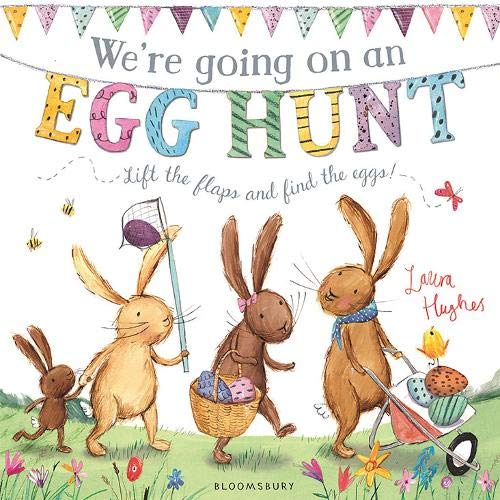 We're going on an
EGG HUNT
Lift the flaps and find the eggs!
Laura
Hughes
BLOOMSBURY